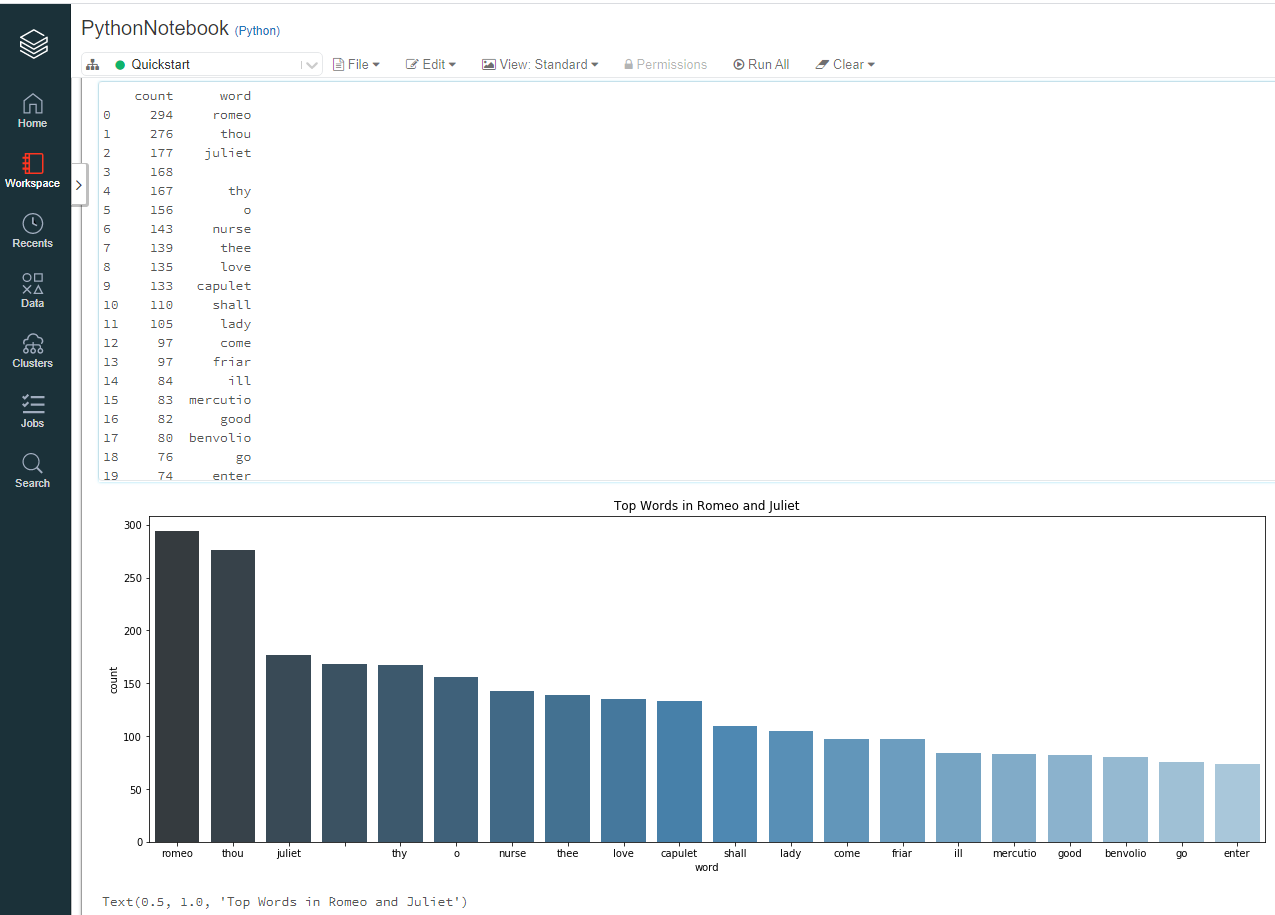 PythonNotebook (Python)
Quickstart File Edit View: Standard Permissions Run All Clear
Home
Workspace
Recents
Data
Clusters
Jobs
Search
count word
0 294 romeo
1 276 thou
2 177 juliet
3 168
4 167 thy
5 156 o
6 143 nurse
7 139 thee
8 135 love
9 133 capulet
10 110 shall
11 105 lady
12 97 come
13 97 friar
14 84 ill
15 83 mercutio
16 82 good
17 80 benvolio
18 76 go
19 74 enter
Top Words in Romeo and Juliet
300
250
200
150
100
50
0
count
romeo thou juliet thy o nurse thee love capulet shall lady come friar ill mercutio good benvolio go enter
word
Text(0.5, 1.0, 'Top Words in Romeo and Juliet')